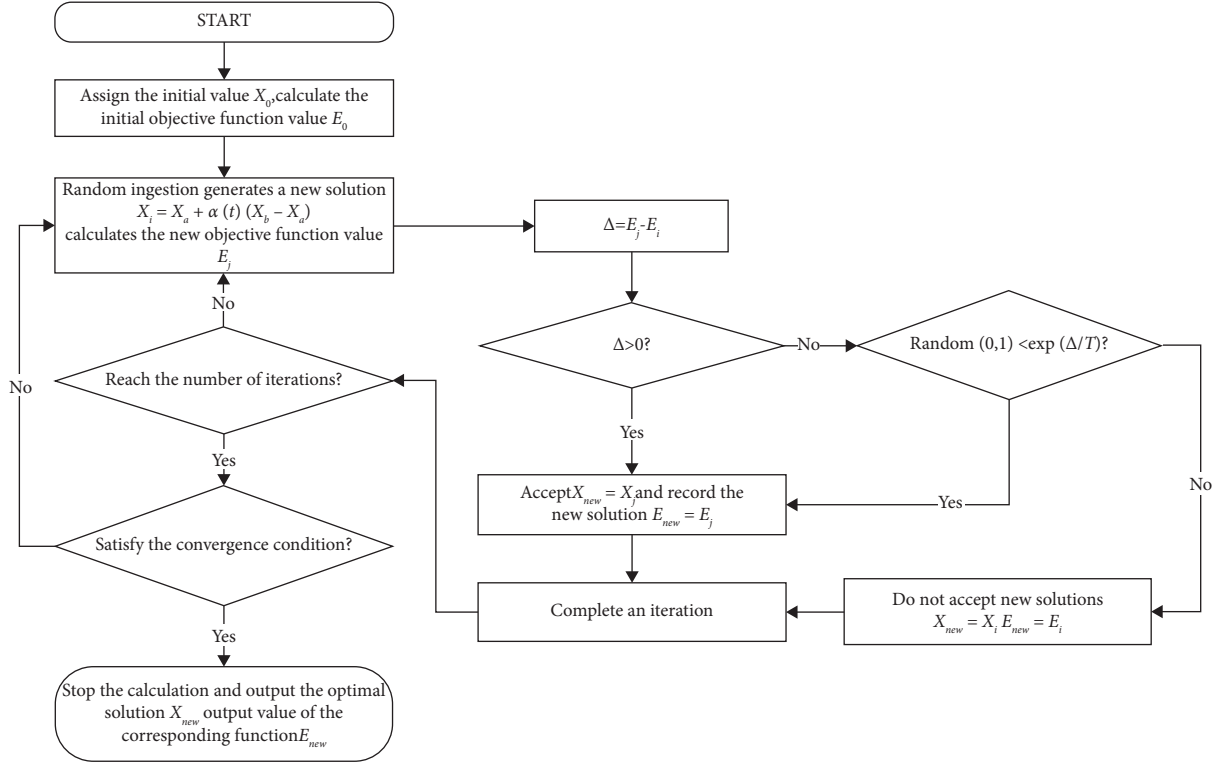 START
Assign the initial value X0,calculate the
initial objective function value E0
Random ingestion generates a new solution
Xi = Xa + α (t) (Xb – Xa)
calculates the new objective function value
Ej
No
Reach the number of iterations?
Yes
No
Satisfy the convergence condition?
Yes
Stop the calculation and output the optimal
solution Xnew output value of the
corresponding functionEnew
Δ=Ej-Ei
Δ>0?
No
Random (0,1) <exp (Δ/T)?
Yes
Yes
No
AcceptXnew = Xjand record the
new solution Enew = Ej
Complete an iteration
Do not accept new solutions
Xnew = Xi Enew = Ei